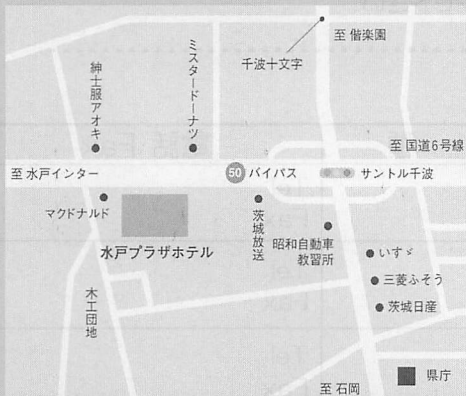 至 偕楽園
千波十文字
ミスタードーナツ
紳士服アオキ
至 国道6号線
至 水戸インター
50 バイパス
サントル千波
マクドナルド
水戸プラザホテル
茨城放送
昭和自動車
教習所
いすゞ
三菱ふそう
茨城日産
木工団地
県庁
至 石岡